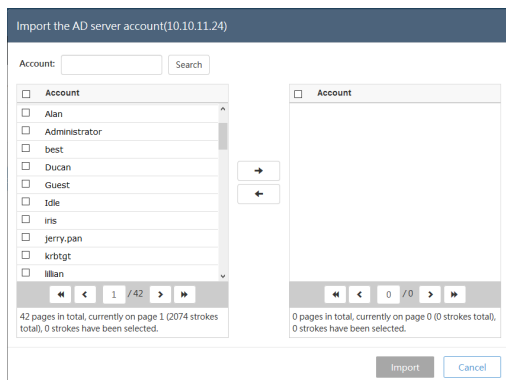 Import the AD server account(10.10.11.24)
Account:
Search
Account
Alan
Administrator
best
Ducan
Guest
Idle
iris
jerry.pan
krbtgt
lillian
1 /42
42 pages in total, currently on page 1 (2074 strokes
total), 0 strokes have been selected.
Account
0 /0
0 pages in total, currently on page 0 (0 strokes total),
0 strokes have been selected.
Import
Cancel